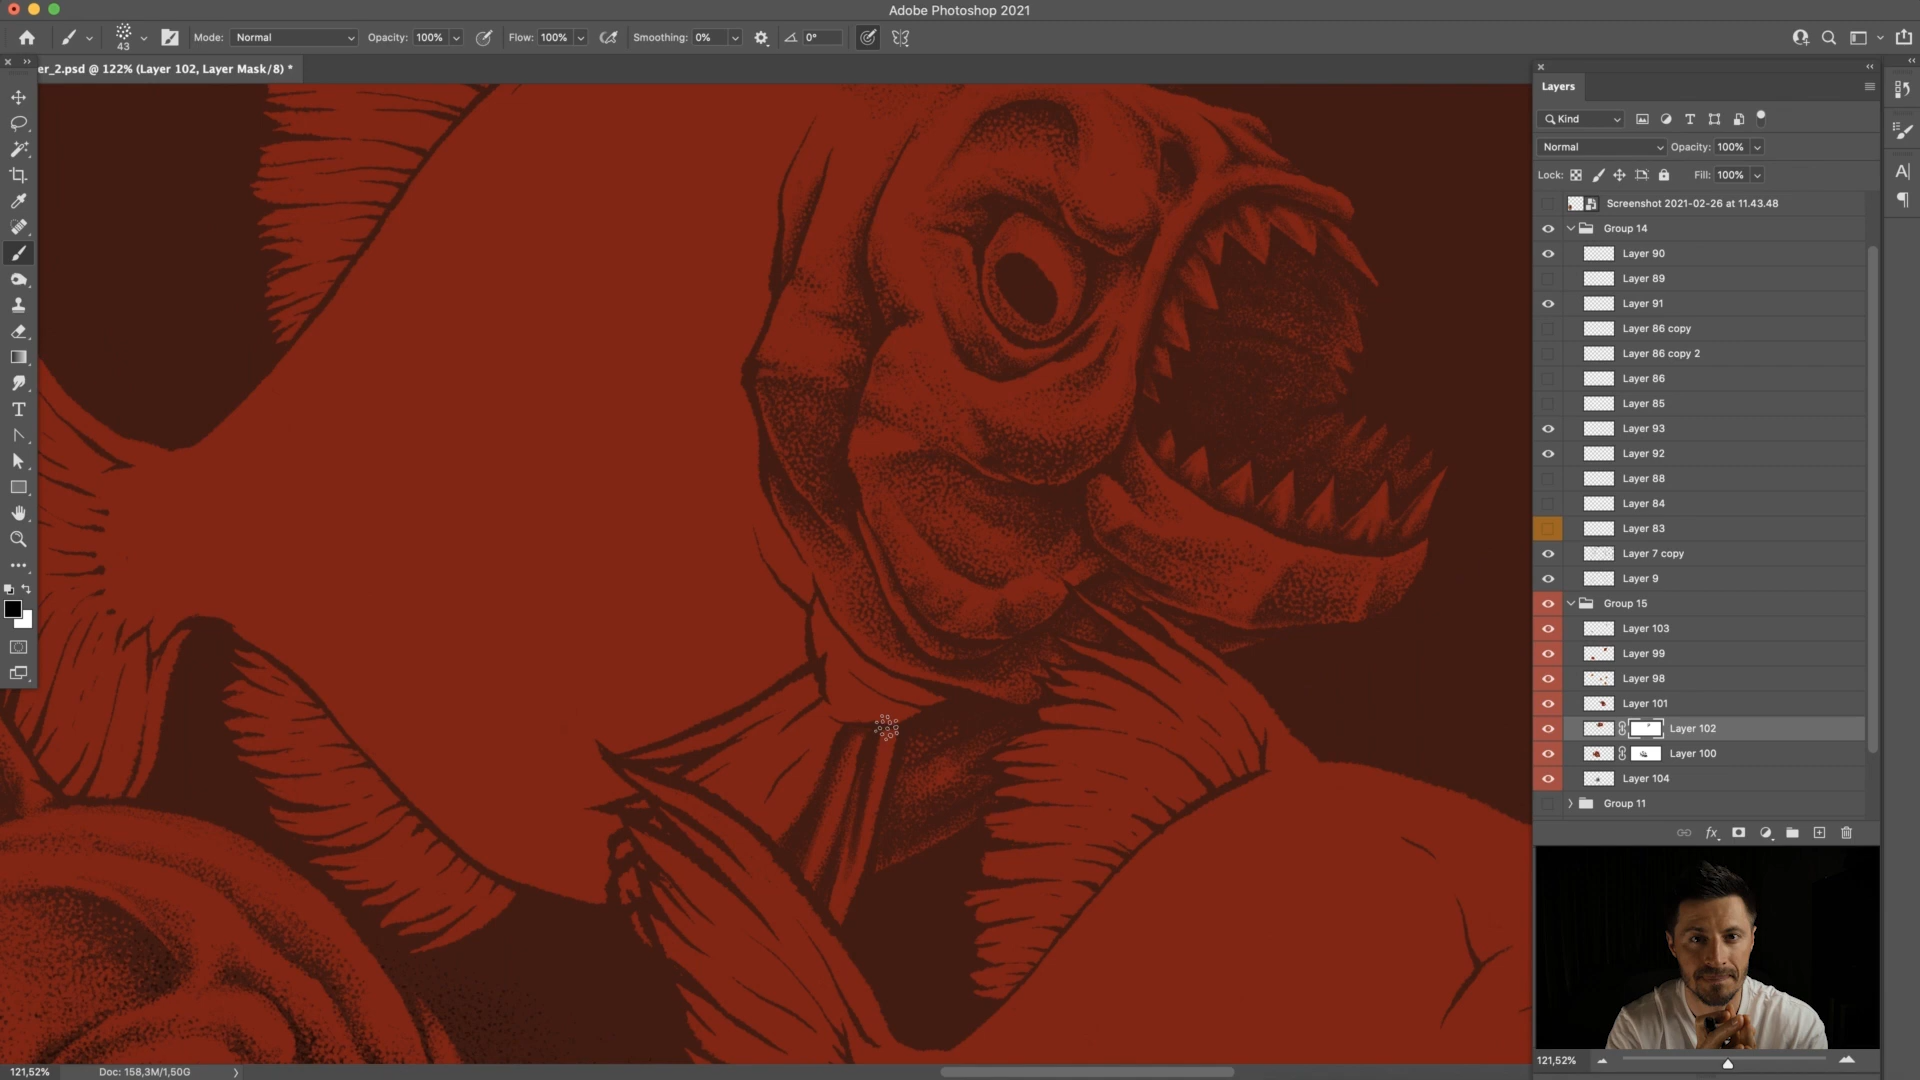 Adobe Photoshop 2021
43
Mode: Normal
Opacity: 100%
Flow: 100%
Smoothing: 0%
0°
er_2.psd @ 122% (Layer 102, Layer Mask/8) *
Layers
Kind
Normal
Opacity: 100%
Lock:
Fill: 100%
Screenshot 2021-02-26 at 11.43.48
Group 14
Layer 90
Layer 89
Layer 91
Layer 86 copy
Layer 86 copy 2
Layer 86
Layer 85
Layer 93
Layer 92
Layer 88
Layer 84
Layer 83
Layer 7 copy
Layer 9
Group 15
Layer 103
Layer 99
Layer 98
Layer 101
Layer 102
Layer 100
Layer 104
Group 11
fx
121,52%
121,52%
Doc: 158,3M/1,50G